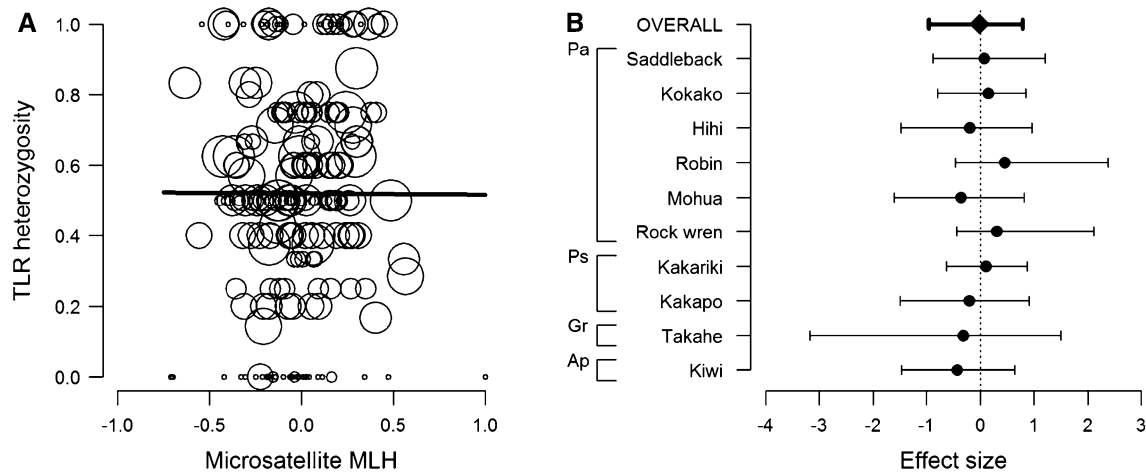 A
TLR heterozygosity
1.0
0.8
0.6
0.4
0.2
0.0
-1.0 -0.5 0.0 0.5 1.0
Microsatellite MLH
B
OVERALL
Pa
Saddleback
Kokako
Hihi
Robin
Mohua
Rock wren
Ps
Kakariki
Kakapo
Gr
Takahe
Ap
Kiwi
-4 -3 -2 -1 0 1 2 3
Effect size